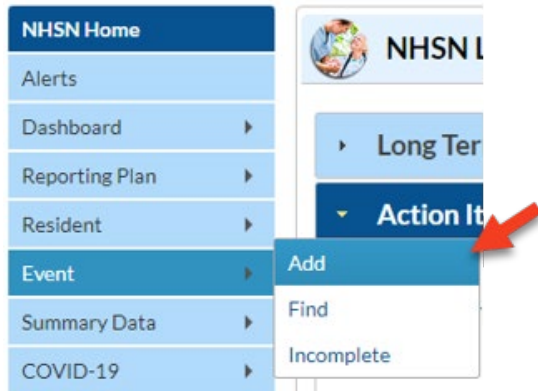 NHSN Home
Alerts
Dashboard
Reporting Plan
Resident
Event
Summary Data
COVID-19
NHSN L
Long Ter
Action It
Add
Find
Incomplete